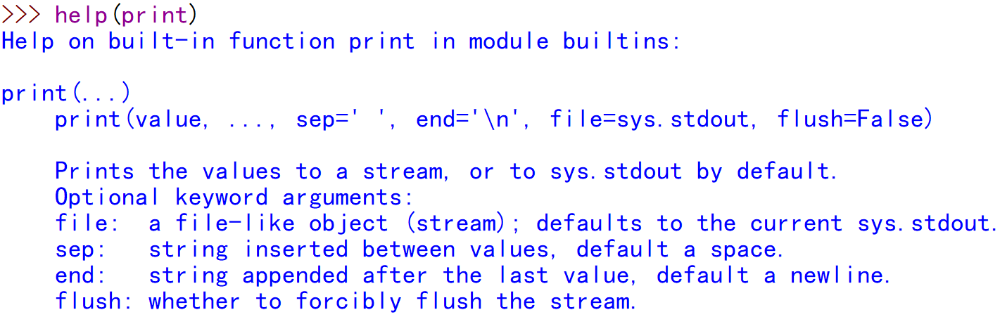 >>> help(print)
Help on built-in function print in module builtins:

print(...)
    print(value, ..., sep=' ', end='\n', file=sys.stdout, flush=False)

    Prints the values to a stream, or to sys.stdout by default.
    Optional keyword arguments:
    file:  a file-like object (stream); defaults to the current sys.stdout.
    sep:   string inserted between values, default a space.
    end:   string appended after the last value, default a newline.
    flush: whether to forcibly flush the stream.